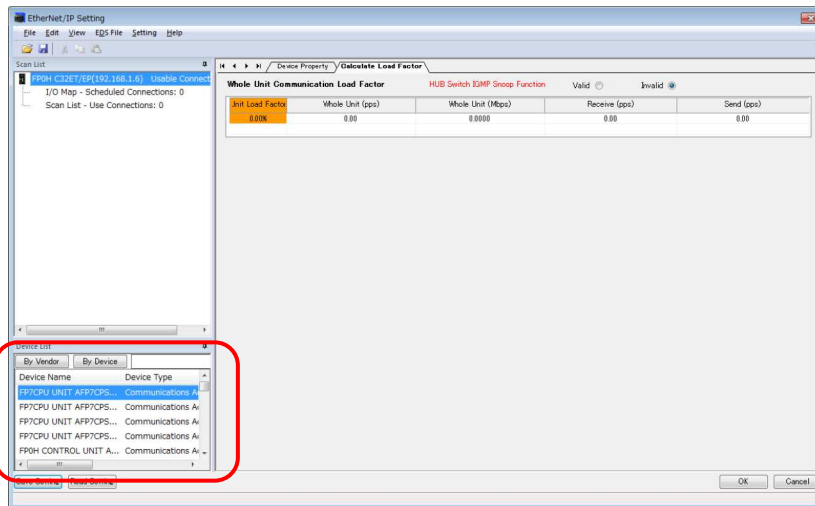 EtherNet/IP Setting
File Edit View EDS File Setting Help
Scan List
FP0H C32ET/EP(192.168.1.6) Usable Connect
I/O Map - Scheduled Connections: 0
Scan List - Use Connections: 0
Device Property Calculate Load Factor
Whole Unit Communication Load Factor HUB Switch IGMP Snoop Function Valid Invalid
Unit Load Factor Whole Unit (pps) Whole Unit (Mbps) Receive (pps) Send (pps)
0.00% 0.00 0.0000 0.00 0.00
Device List
By Vendor By Device
Device Name Device Type
FP7CPU UNIT AFP7CPS... Communications A
FP7CPU UNIT AFP7CPS... Communications A
FP7CPU UNIT AFP7CPS... Communications A
FP7CPU UNIT AFP7CPS... Communications A
FP0H CONTROL UNIT A... Communications A
Save Config Read Config OK Cancel